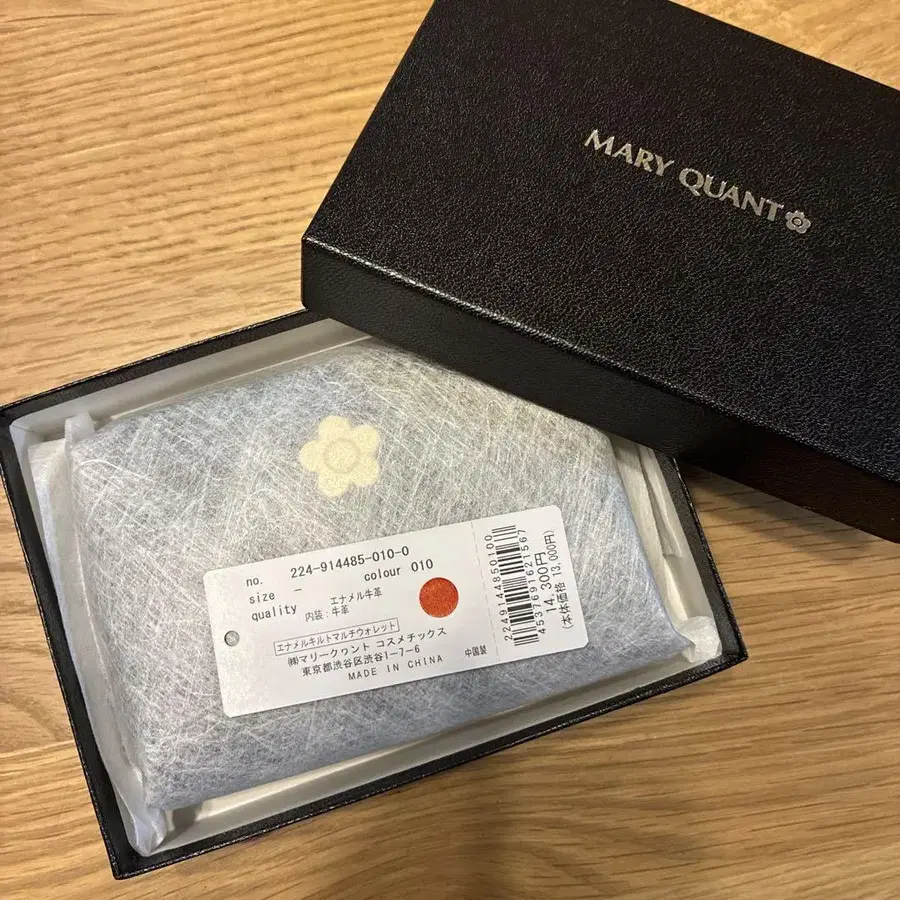 MARY QUANT
no. 224-914485-010-0
size - colour 010
quality エナメル牛革
内装:牛革
エナメルキルトマルチウォレット
㈱マリークヮント コスメチックス
東京都渋谷区渋谷1-7-6
MADE IN CHINA
中国製
2249144850100
4537691621567
14,300円
(本体価格 13,000円)